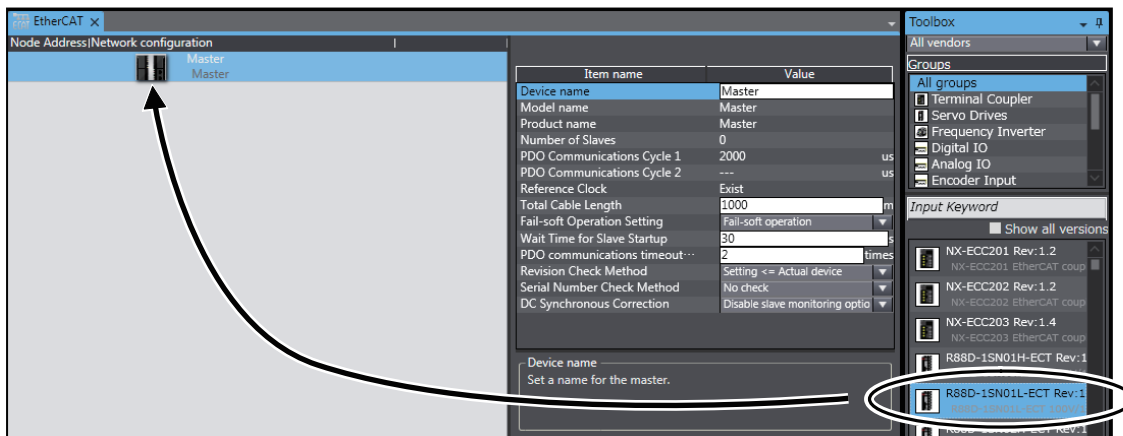 EtherCAT
Node Address|Network configuration
Master
Master
Item name Value
Device name Master
Model name Master
Product name Master
Number of Slaves 0
PDO Communications Cycle 1 2000 us
PDO Communications Cycle 2 --- us
Reference Clock Exist
Total Cable Length 1000 m
Fail-soft Operation Setting Fail-soft operation
Wait Time for Slave Startup 30 s
PDO communications timeout··· 2 times
Revision Check Method Setting <= Actual device
Serial Number Check Method No check
DC Synchronous Correction Disable slave monitoring optio
Device name
Set a name for the master.
Toolbox
All vendors
Groups
All groups
Terminal Coupler
Servo Drives
Frequency Inverter
Digital IO
Analog IO
Encoder Input
Input Keyword
Show all versions
NX-ECC201 Rev:1.2
NX-ECC201 EtherCAT coup
NX-ECC202 Rev:1.2
NX-ECC202 EtherCAT coup
NX-ECC203 Rev:1.4
NX-ECC203 EtherCAT coup
R88D-1SN01H-ECT Rev:1
R88D-1SN01L-ECT Rev:1
R88D-1SN01L-ECT 100V/1